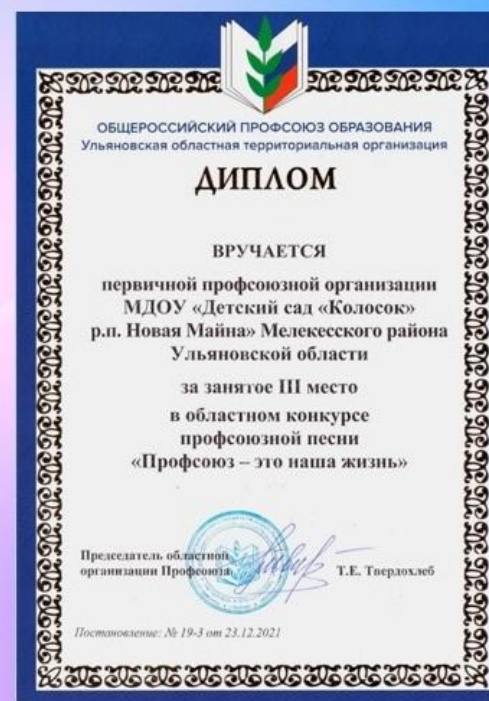 ОБЩЕРОССИЙСКИЙ ПРОФСОЮЗ ОБРАЗОВАНИЯ
Ульяновская областная территориальная организация
ДИПЛОМ
ВРУЧАЕТСЯ
первичной профсоюзной организации
МДОУ «Детский сад «Колосок»
р.п. Новая Майна» Мелекесского района
Ульяновской области
за занятое III место
в областном конкурсе
профсоюзной песни
«Профсоюз – это наша жизнь»
Председатель областной
организации Профсоюза
Т.Е. Твердохлеб
Постановление: № 19-3 от 23.12.2021